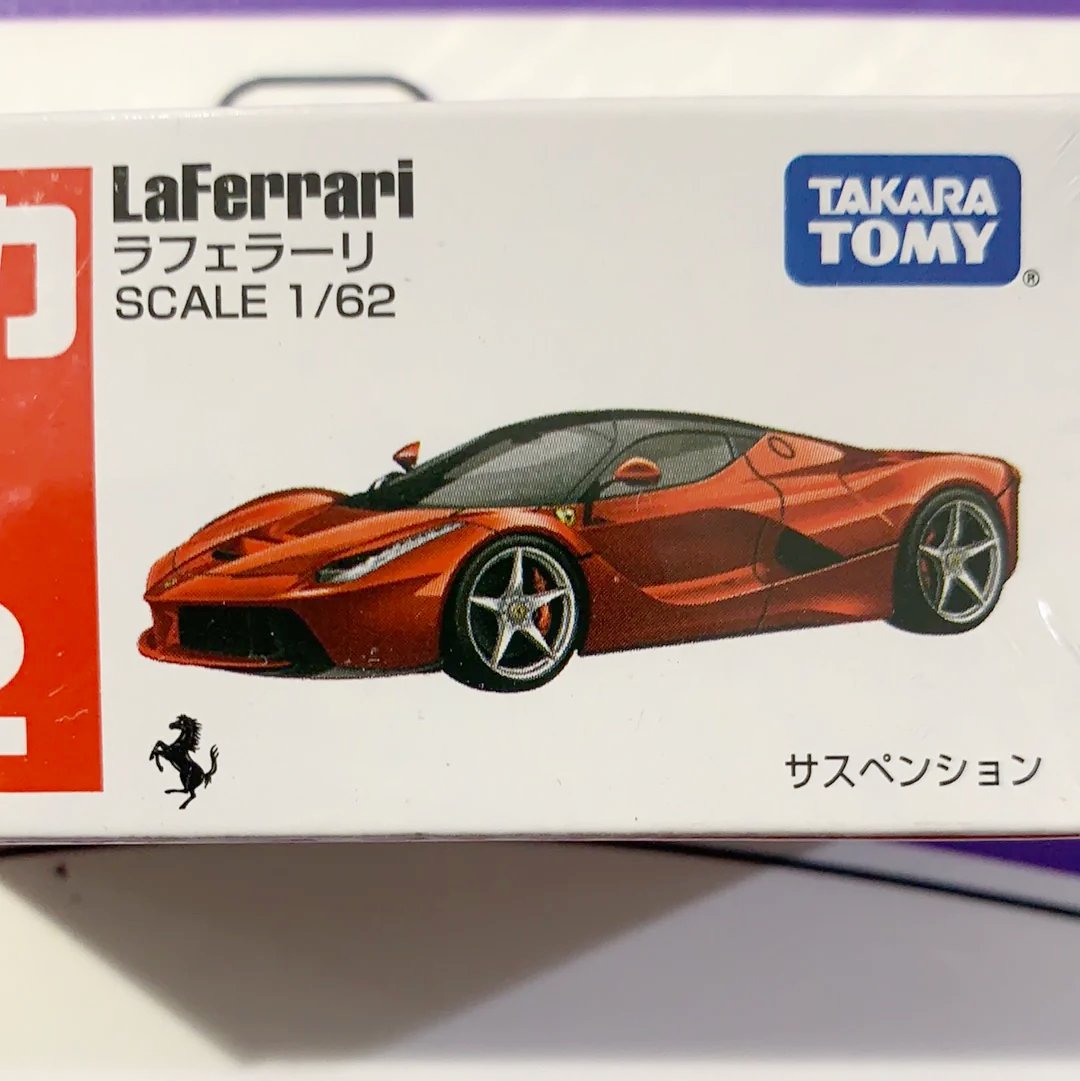 LaFerrari
ラフェラーリ
SCALE 1/62
TAKARA
TOMY
®
サスペンション
カ